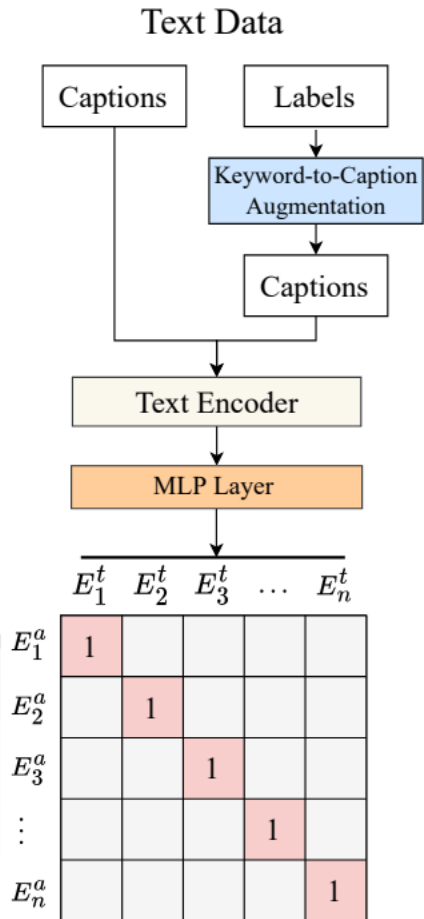 Text Data
Captions Labels
Keyword-to-Caption
Augmentation
Captions
Text Encoder
MLP Layer
E_1^t E_2^t E_3^t … E_n^t
E_1^a 1
E_2^a 1
E_3^a 1
⋮ 1
E_n^a 1